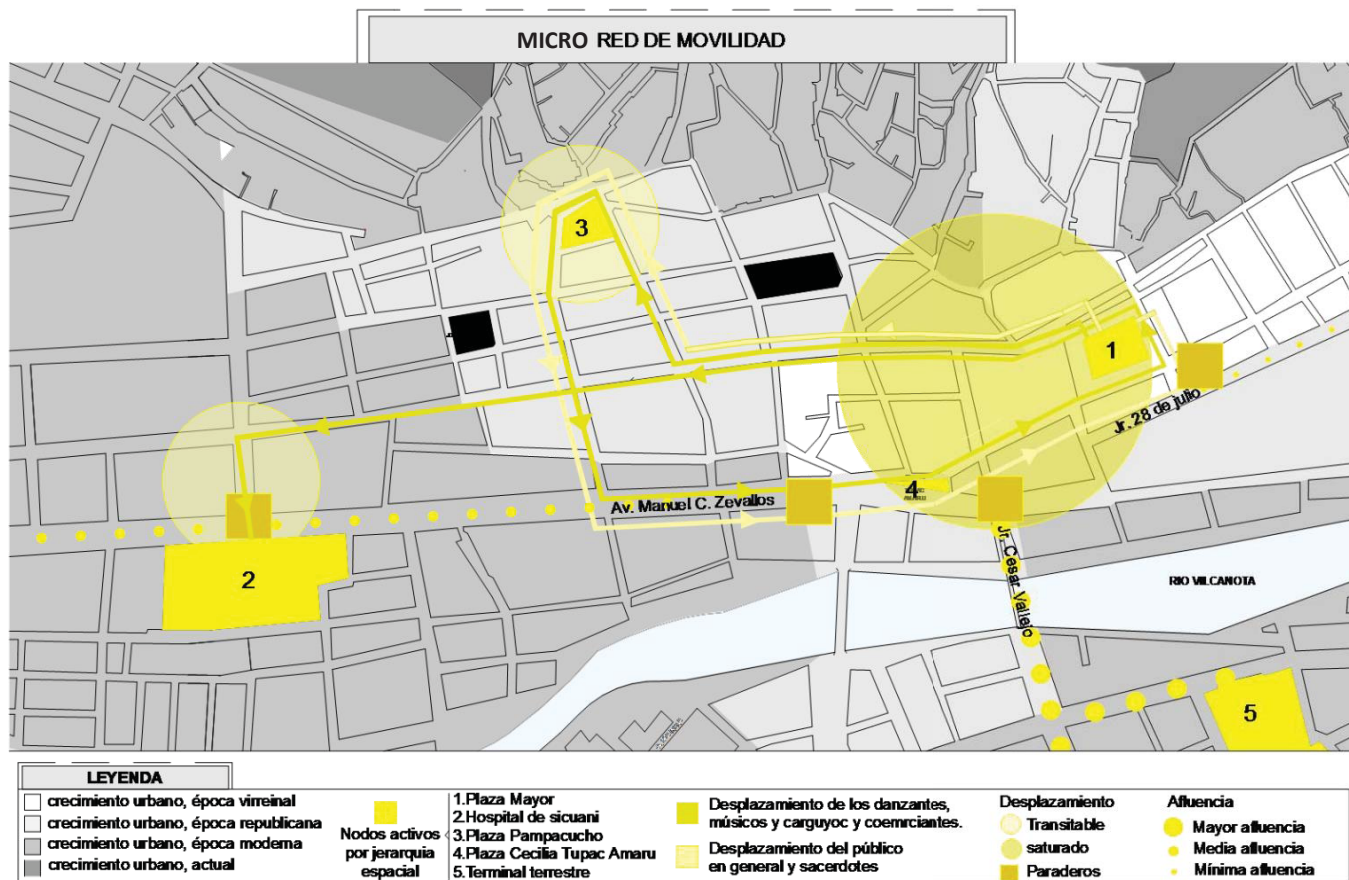 MICRO RED DE MOVILIDAD
3
1
Jr. 28 de julio
4
Av. Manuel C. Zevallos
2
Jr. Cesar Vallejo
RIO VILCANOTA
5
LEYENDA
crecimiento urbano, época virreinal
crecimiento urbano, época republicana
crecimiento urbano, época moderna
crecimiento urbano, actual
Nodos activos
por jerarquia
espacial
1.Plaza Mayor
2.Hospital de sicuani
3.Plaza Pampacucho
4.Plaza Cecilia Tupac Amaru
5.Terminal terrestre
Desplazamiento de los danzantes,
músicos y carguyoc y coemrciantes.
Desplazamiento del público
en general y sacerdotes
Desplazamiento
Transitable
saturado
Paraderos
Afluencia
Mayor afluencia
Media afluencia
Mínima afluencia